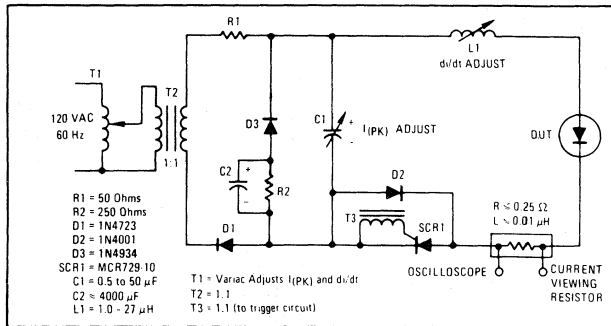 R1
L1
di/dt ADJUST
T1
T2
120 VAC
60 Hz
1:1
D3
C1
+
-
I(PK) ADJUST
DUT
C2
+
-
R2
D2
T3
SCR1
D1
R ≤ 0.25 Ω
L ≈ 0.01 μH
OSCILLOSCOPE
CURRENT
VIEWING
RESISTOR
R1 = 50 Ohms
R2 = 250 Ohms
D1 = 1N4723
D2 = 1N4001
D3 = 1N4934
SCR1 = MCR729-10
C1 = 0.5 to 50 μF
C2 ≈ 4000 μF
L1 = 1.0 - 27 μH
T1 = Variac Adjusts I(PK) and di/dt
T2 = 1:1
T3 = 1:1 (to trigger circuit)